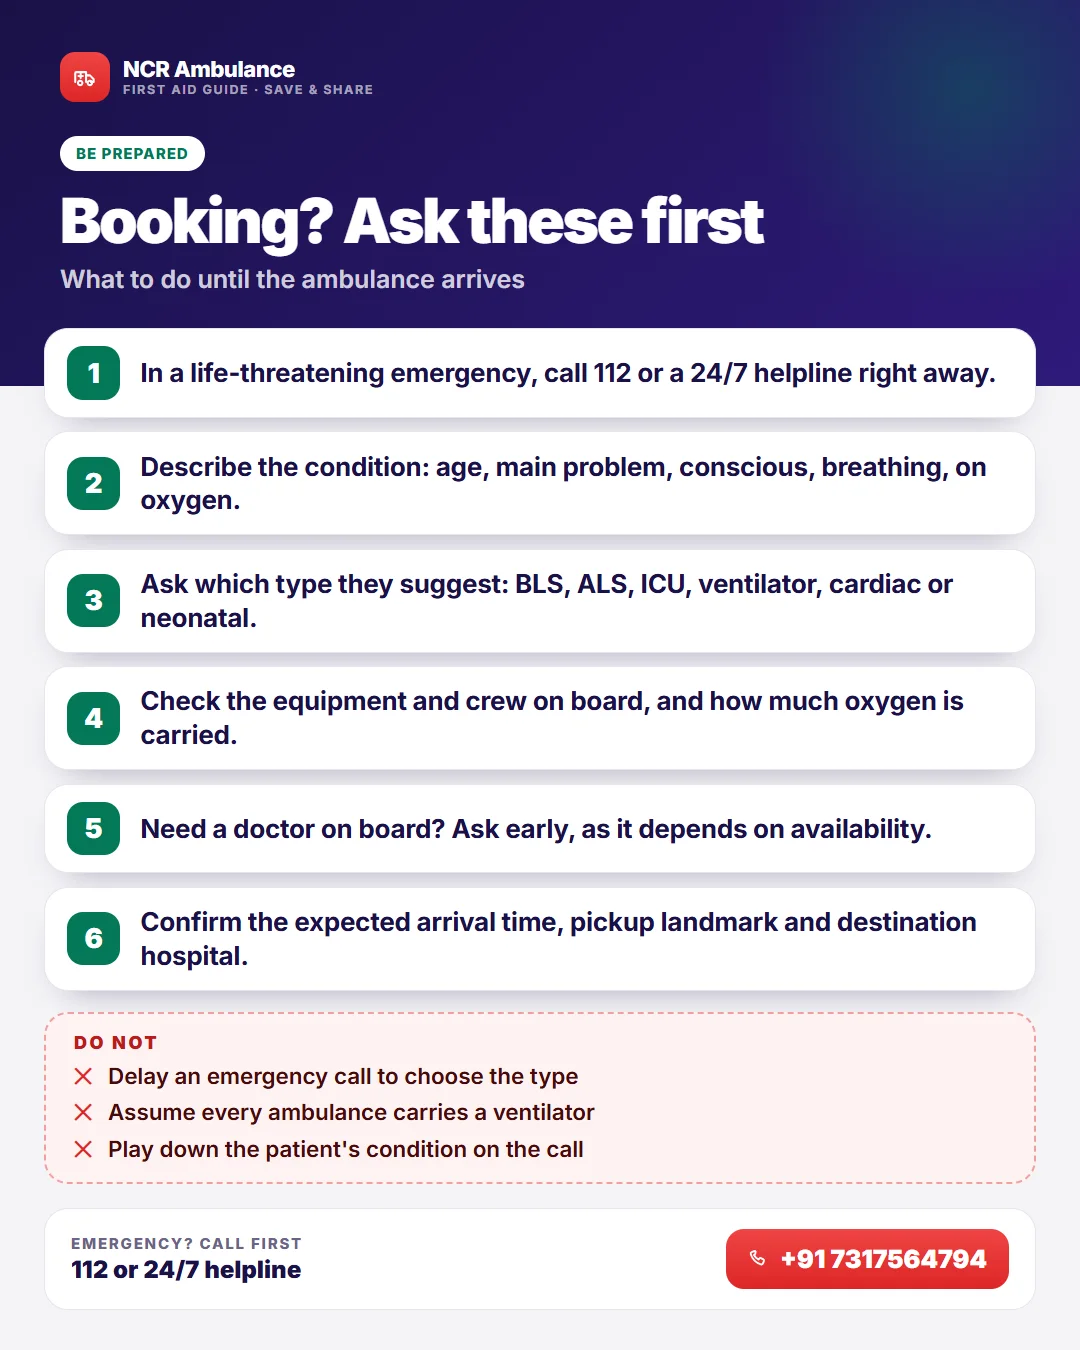 NCR Ambulance
FIRST AID GUIDE · SAVE & SHARE
BE PREPARED
Booking? Ask these first
What to do until the ambulance arrives
1
In a life-threatening emergency, call 112 or a 24/7 helpline right away.
2
Describe the condition: age, main problem, conscious, breathing, on
oxygen.
3
Ask which type they suggest: BLS, ALS, ICU, ventilator, cardiac or
neonatal.
4
Check the equipment and crew on board, and how much oxygen is
carried.
5
Need a doctor on board? Ask early, as it depends on availability.
6
Confirm the expected arrival time, pickup landmark and destination
hospital.
DO NOT
Delay an emergency call to choose the type
Assume every ambulance carries a ventilator
Play down the patient's condition on the call
EMERGENCY? CALL FIRST
112 or 24/7 helpline
+91 7317564794